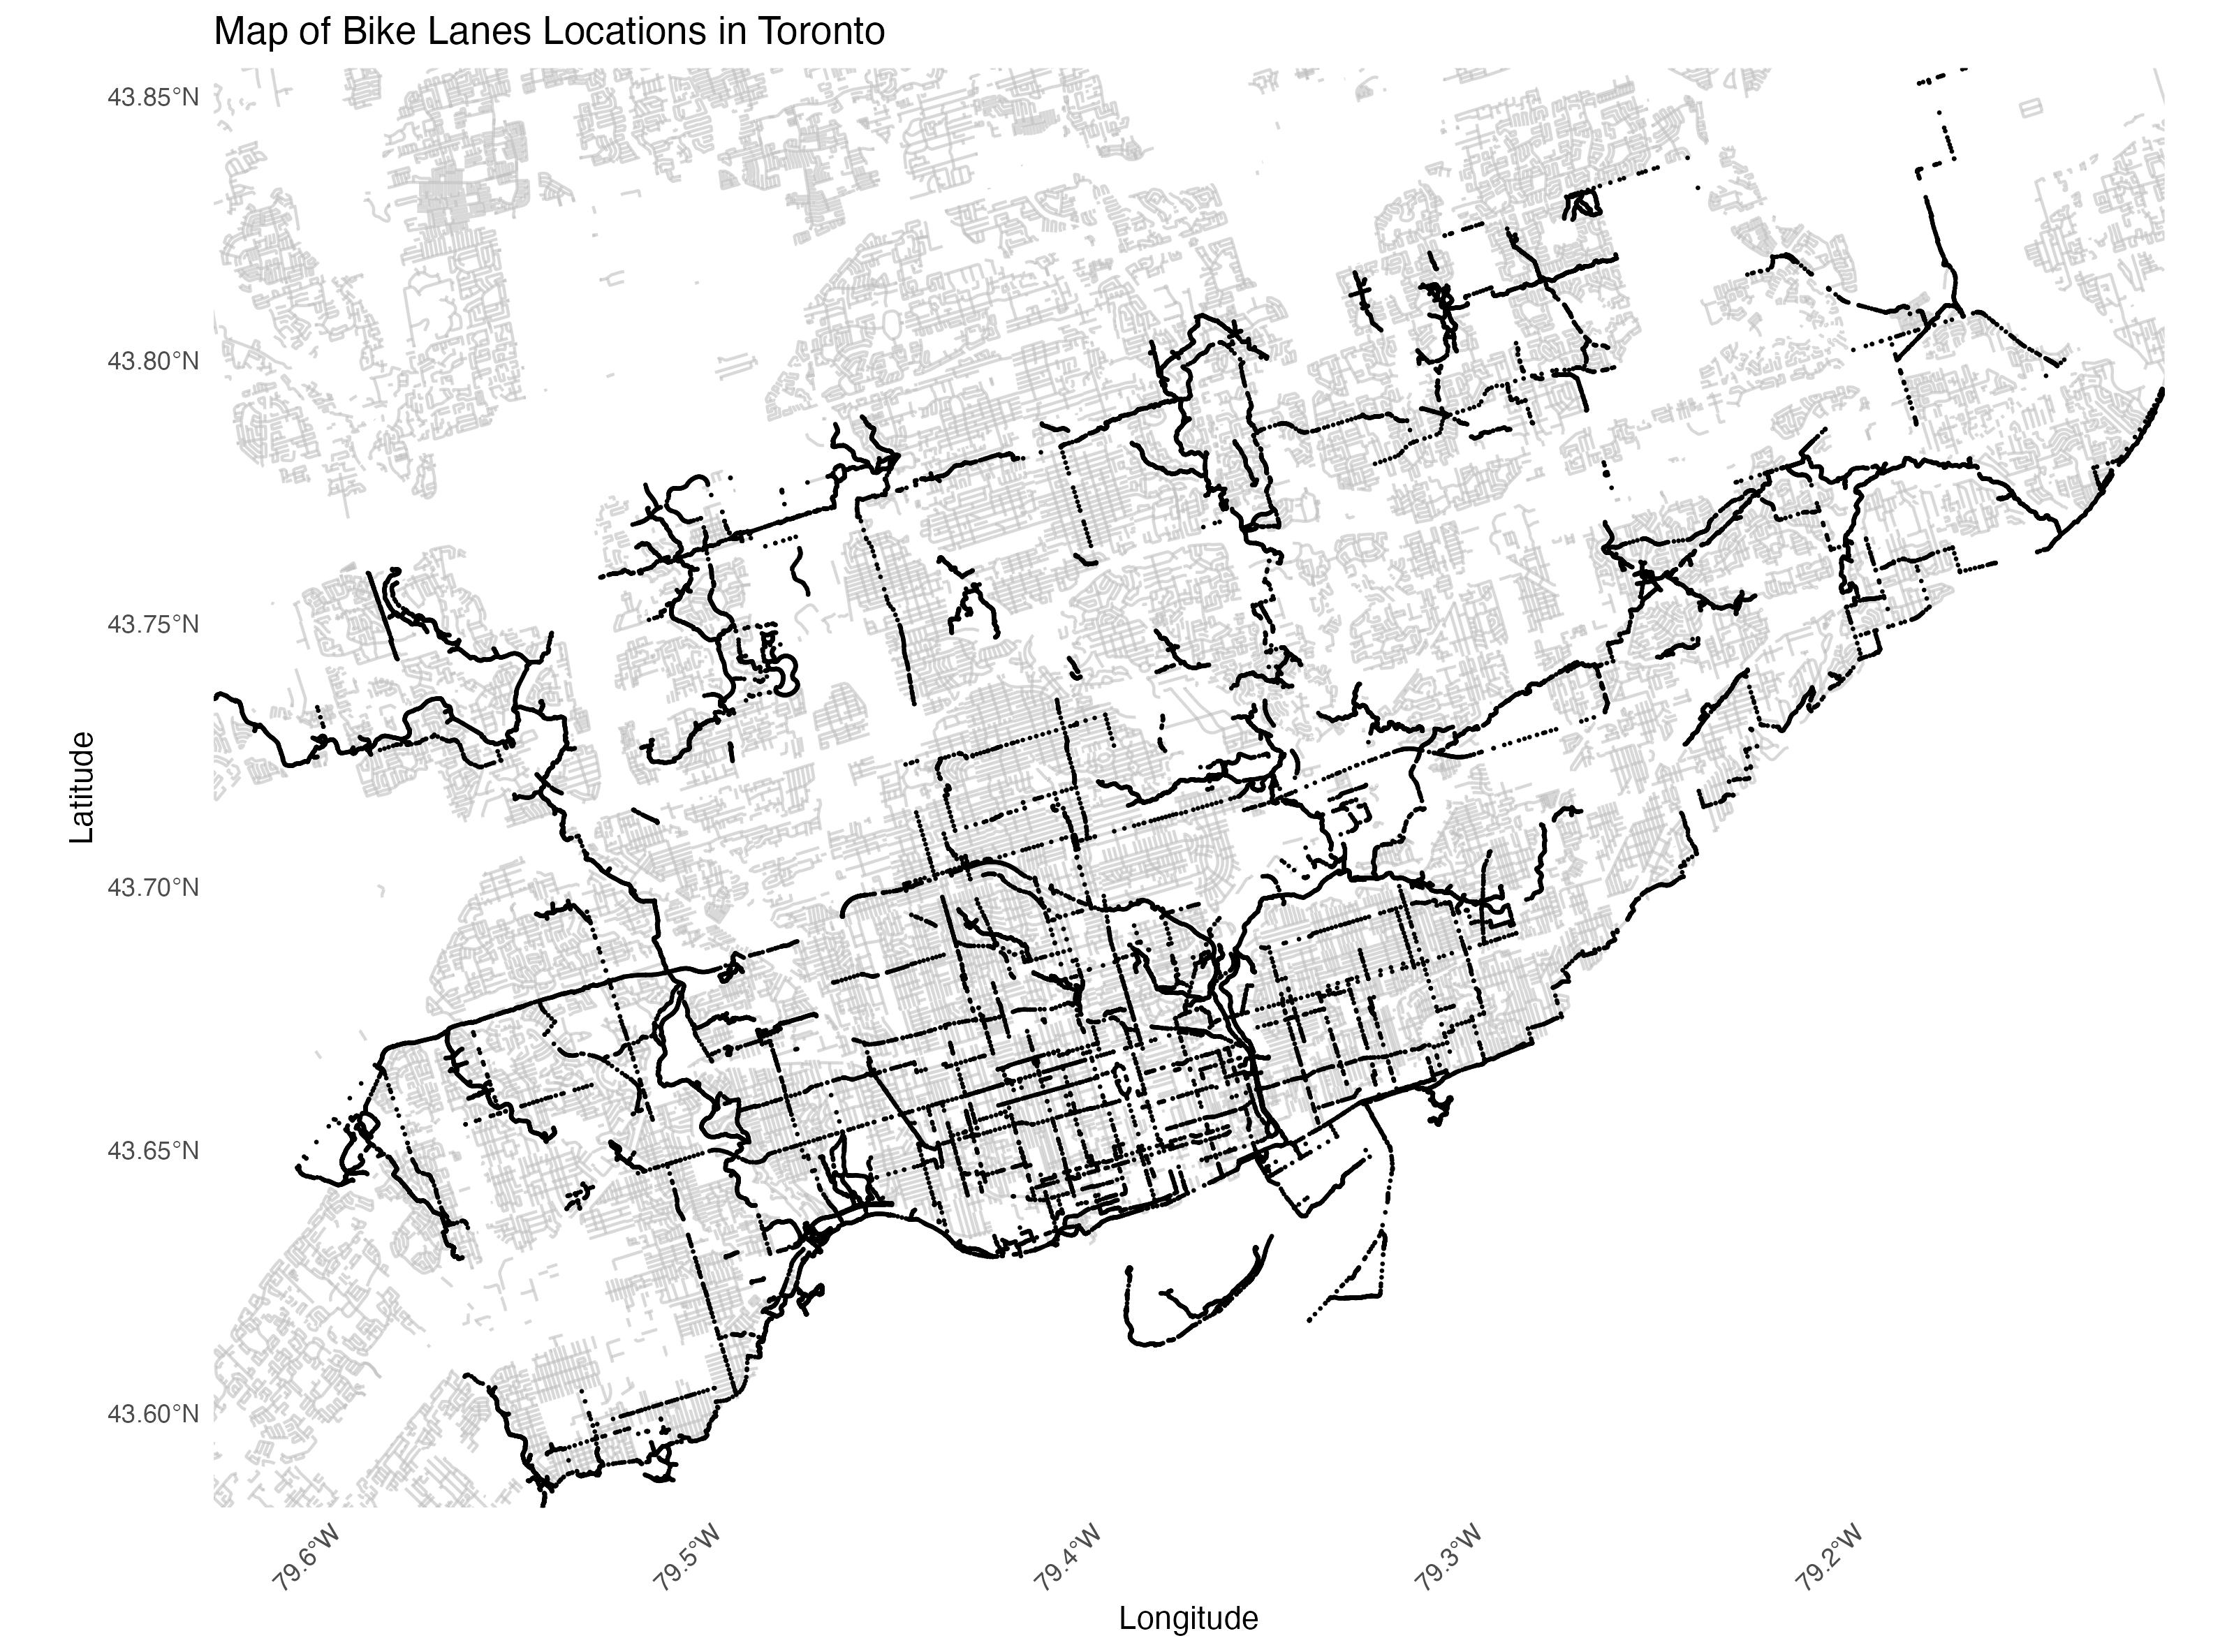 Map of Bike Lanes Locations in Toronto
43.85°N
43.80°N
43.75°N
43.70°N
43.65°N
43.60°N
Latitude
79.6°W
79.5°W
79.4°W
79.3°W
79.2°W
Longitude